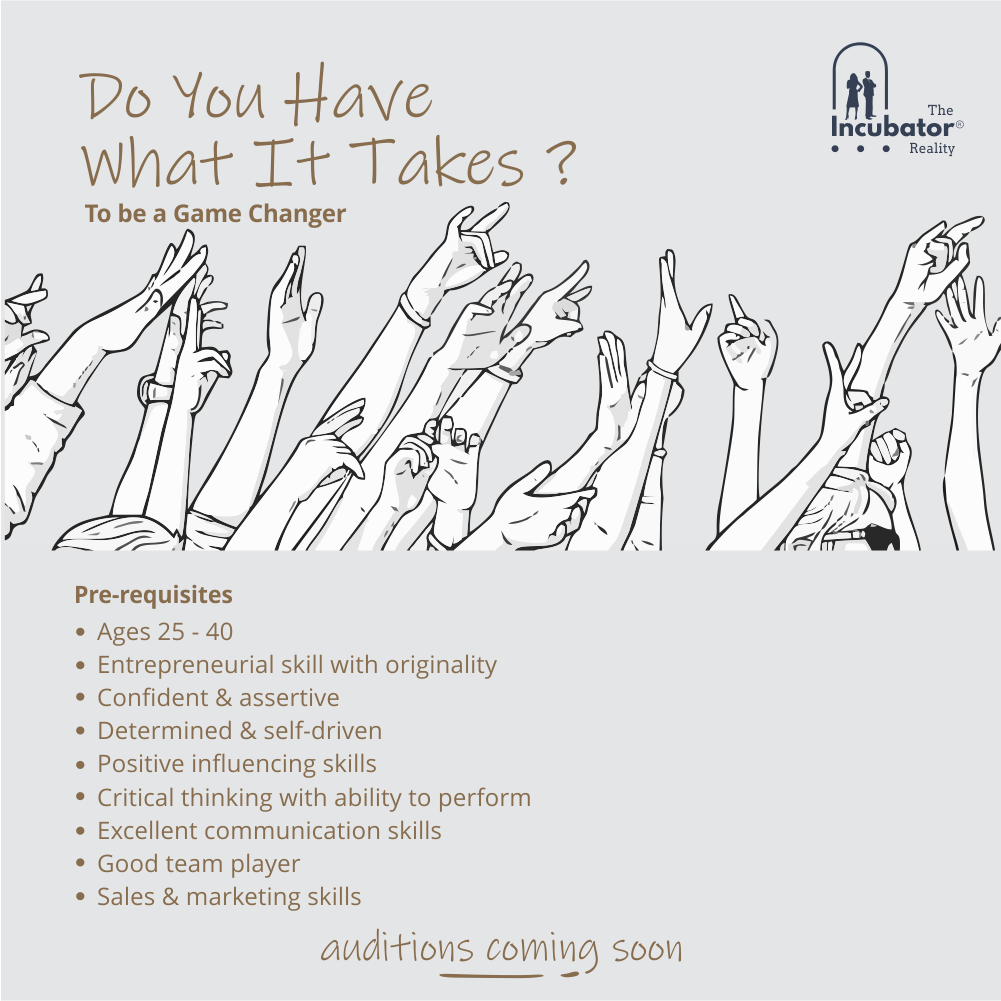 Do You Have
What It Takes ?
To be a Game Changer
The
Incubator®
Reality
Pre-requisites
• Ages 25 - 40
• Entrepreneurial skill with originality
• Confident & assertive
• Determined & self-driven
• Positive influencing skills
• Critical thinking with ability to perform
• Excellent communication skills
• Good team player
• Sales & marketing skills
auditions coming soon